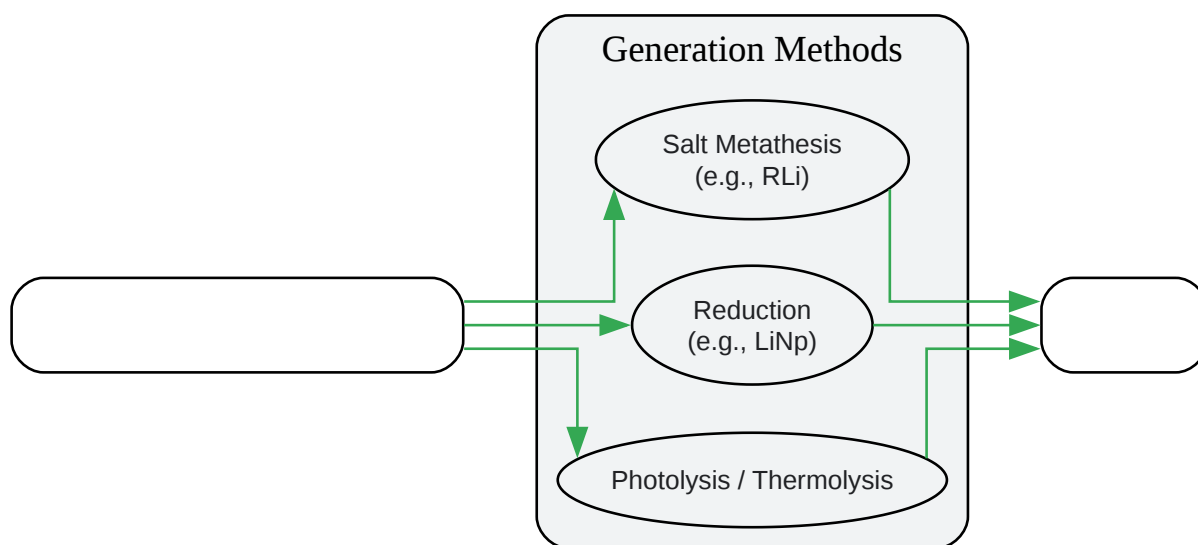 Generation Methods
Salt Metathesis
(e.g., RLi)
Reduction
(e.g., LiNp)
Photolysis / Thermolysis